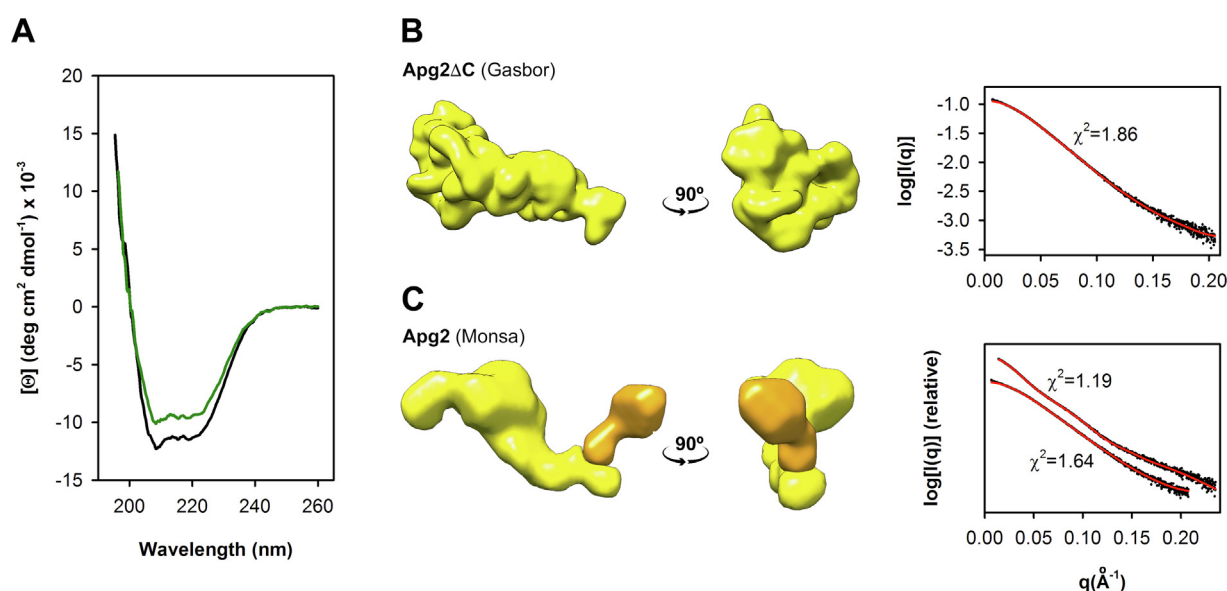 A
[Θ] (deg cm² dmol⁻¹) x 10⁻³
20
15
10
5
0
-5
-10
-15
200 220 240 260
Wavelength (nm)
B
Apg2ΔC (Gasbor)
90º
log[I(q)]
-1.0
-1.5
-2.0
-2.5
-3.0
-3.5
χ²=1.86
0.00 0.05 0.10 0.15 0.20
C
Apg2 (Monsa)
90º
log[I(q)] (relative)
χ²=1.19
χ²=1.64
0.00 0.05 0.10 0.15 0.20
q(Å⁻¹)